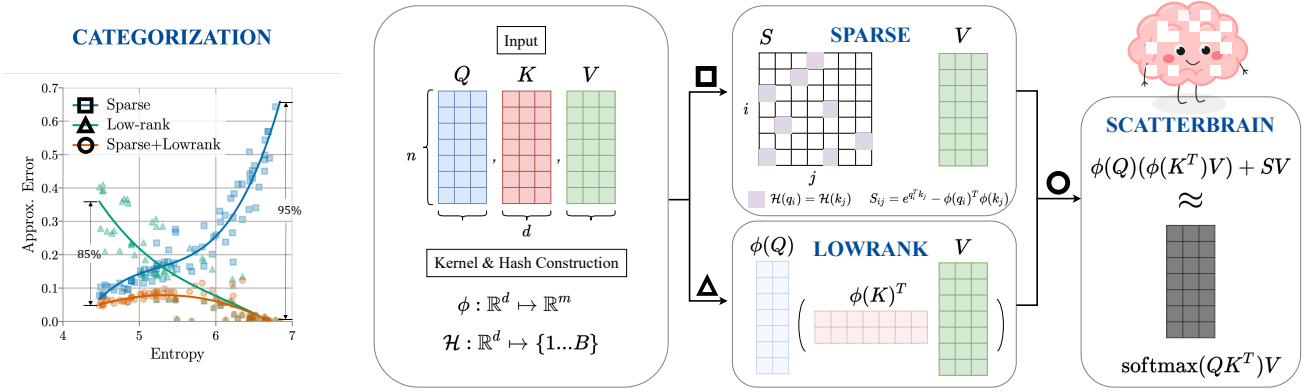 CATEGORIZATION
0.7
0.6
0.5
0.4
0.3
0.2
0.1
0.0
Approx. Error
Sparse
Low-rank
Sparse+Lowrank
85%
95%
4 5 6 7
Entropy
Input
Q K V
n , ,
d
Kernel & Hash Construction
ϕ : ℝ^d ↦ ℝ^m
ℋ : ℝ^d ↦ {1...B}
S SPARSE V
i
j
ℋ(q_i) = ℋ(k_j) S_{ij} = e^{q_i^T k_j} − ϕ(q_i)^T ϕ(k_j)
ϕ(Q) LOWRANK V
ϕ(K)^T
( )
SCATTERBRAIN
ϕ(Q)(ϕ(K^T)V) + SV
≈
softmax(QK^T)V